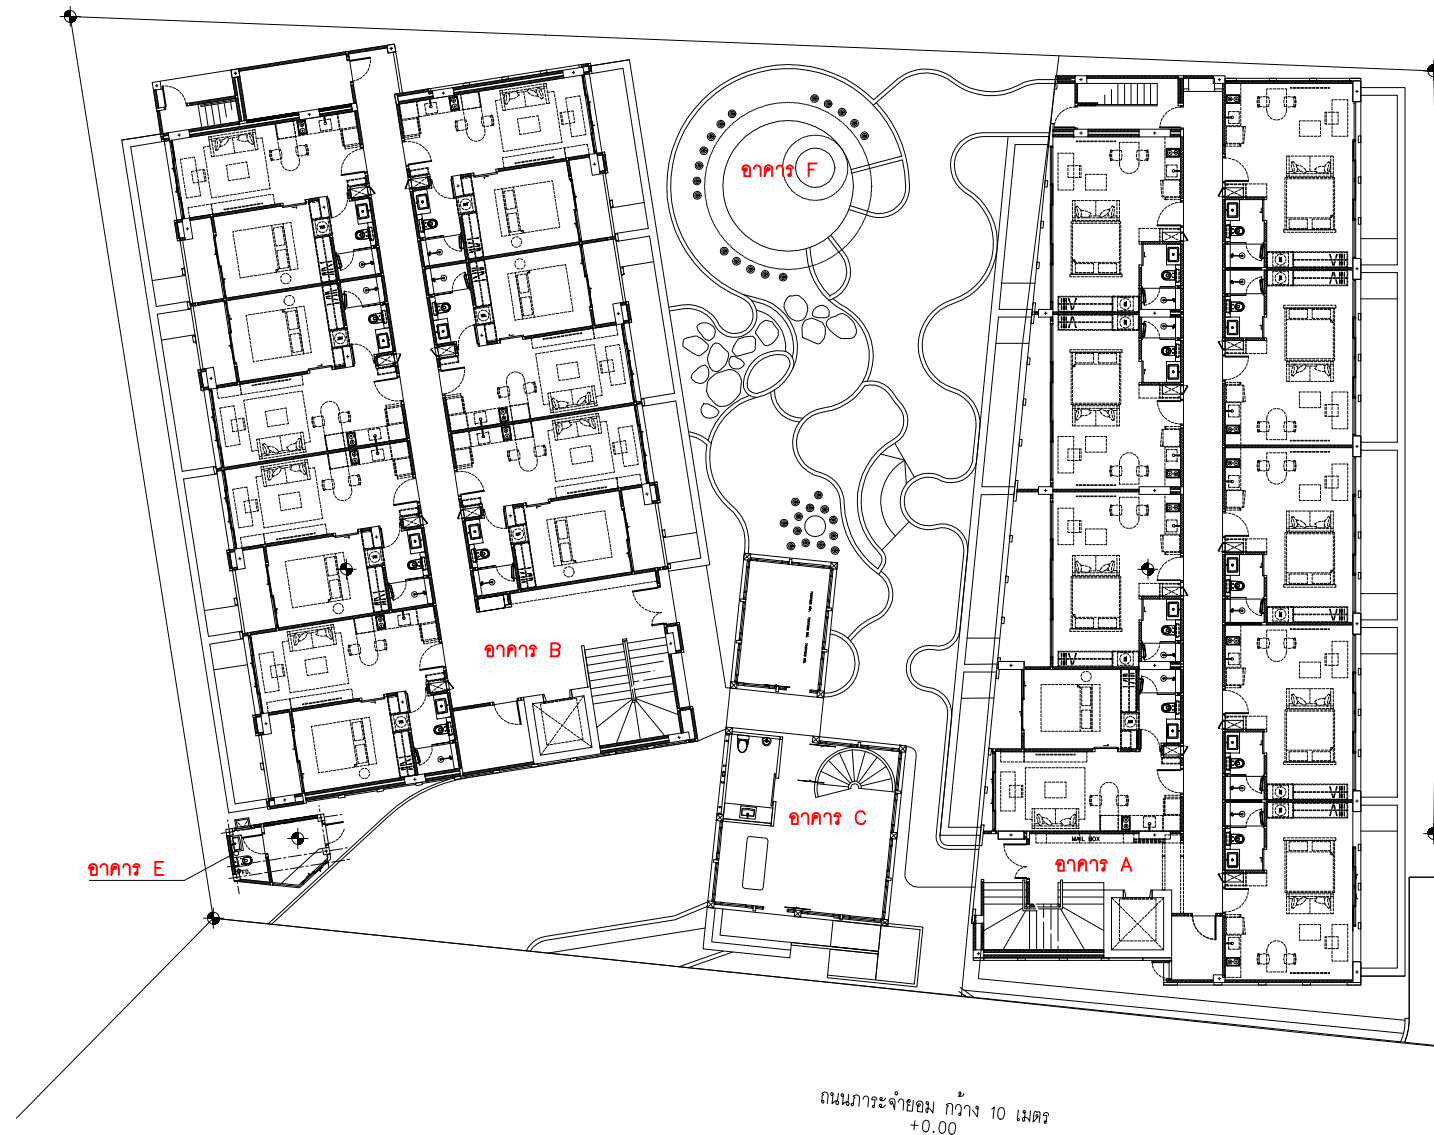 อาคาร F
อาคาร B
อาคาร C
อาคาร E
MAIL BOX
อาคาร A
ถนนภาระจำยอม กว้าง 10 เมตร
+0.00